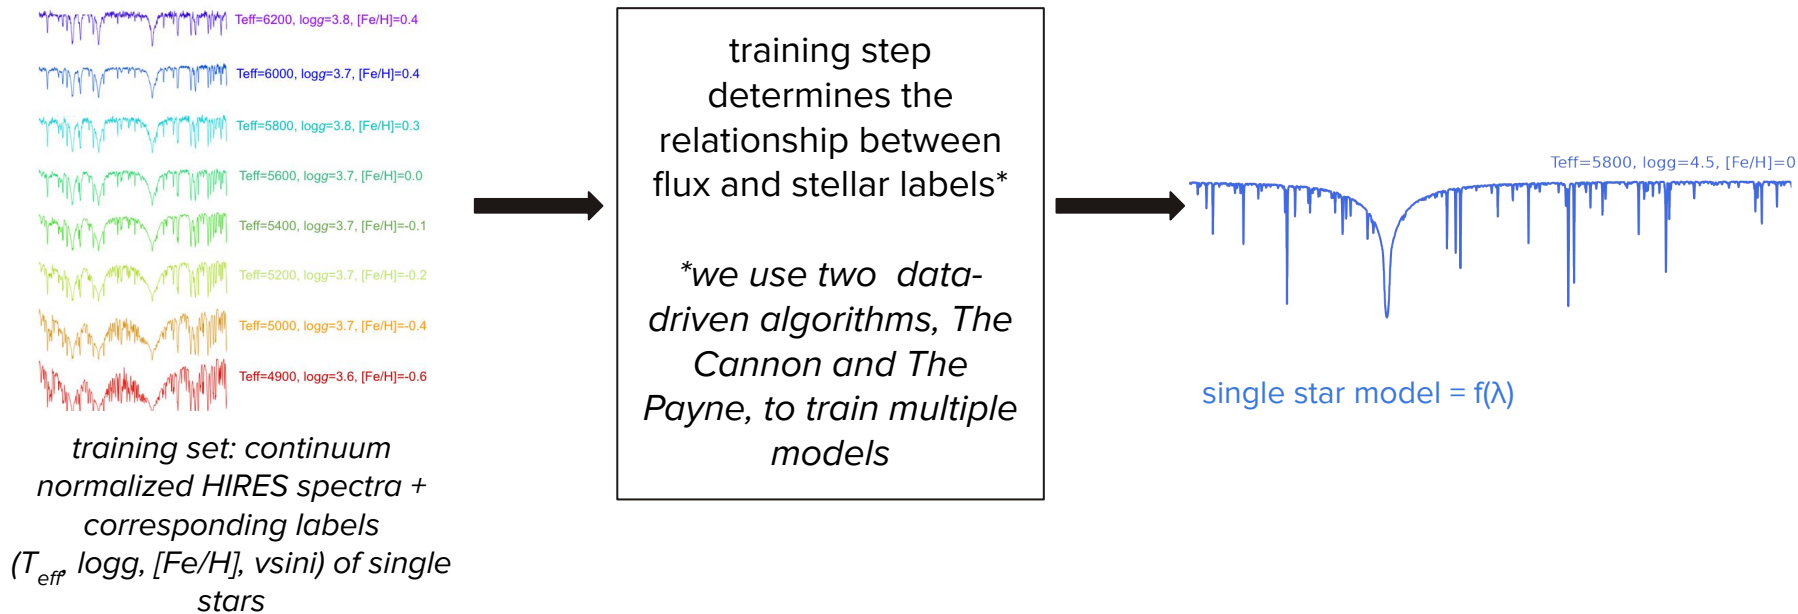 Teff=6200, logg=3.8, [Fe/H]=0.4
Teff=6000, logg=3.7, [Fe/H]=0.4
Teff=5800, logg=3.8, [Fe/H]=0.3
Teff=5600, logg=3.7, [Fe/H]=0.0
Teff=5400, logg=3.7, [Fe/H]=-0.1
Teff=5200, logg=3.7, [Fe/H]=-0.2
Teff=5000, logg=3.7, [Fe/H]=-0.4
Teff=4900, logg=3.6, [Fe/H]=-0.6
training set: continuum
normalized HIRES spectra +
corresponding labels
(Teff, logg, [Fe/H], vsini) of single
stars
training step
determines the
relationship between
flux and stellar labels*
*we use two data-
driven algorithms, The
Cannon and The
Payne, to train multiple
models
Teff=5800, logg=4.5, [Fe/H]=0
single star model = f(λ)